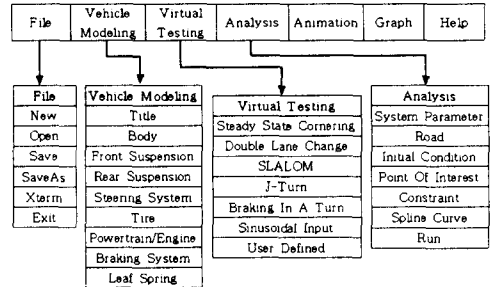 File
Vehicle
Modeling
Virtual
Testing
Analysis
Animation
Graph
Help
File
New
Open
Save
SaveAs
Xterm
Exit
Vehicle Modeling
Title
Body
Front Suspension
Rear Suspension
Steering System
Tire
Powertrain/Engine
Braking System
Leaf Spring
Virtual Testing
Steady State Cornering
Double Lane Change
SLALOM
J-Turn
Braking In A Turn
Sinusoidal Input
User Defined
Analysis
System Parameter
Road
Initial Condition
Point Of Interest
Constraint
Spline Curve
Run